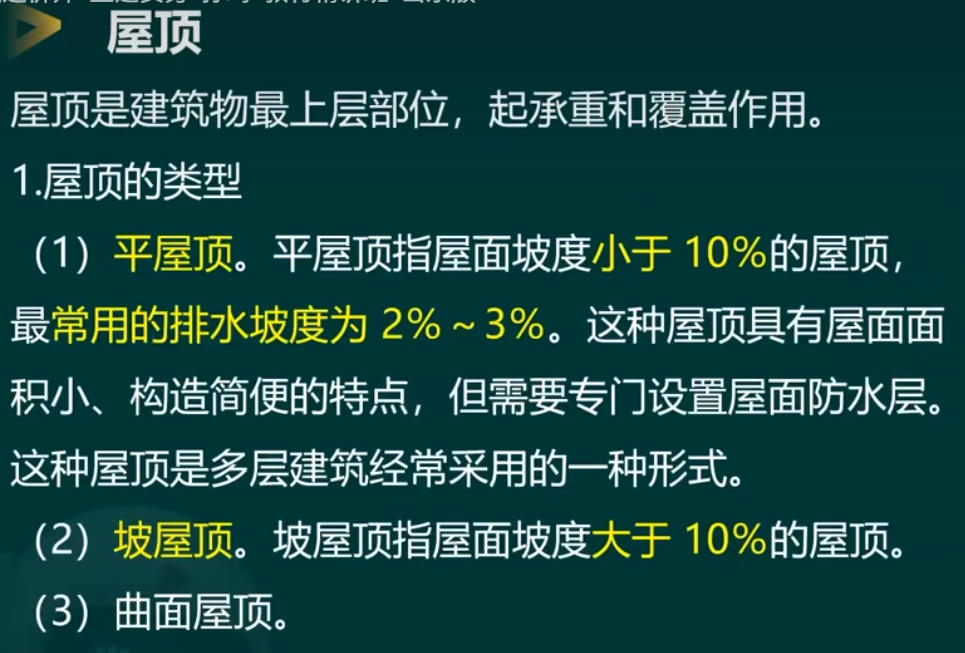 屋顶
屋顶是建筑物最上层部位，起承重和覆盖作用。
1.屋顶的类型
（1）平屋顶。平屋顶指屋面坡度小于 10%的屋顶，
最常用的排水坡度为 2%～3%。这种屋顶具有屋面面
积小、构造简便的特点，但需要专门设置屋面防水层。
这种屋顶是多层建筑经常采用的一种形式。
（2）坡屋顶。坡屋顶指屋面坡度大于 10%的屋顶。
（3）曲面屋顶。